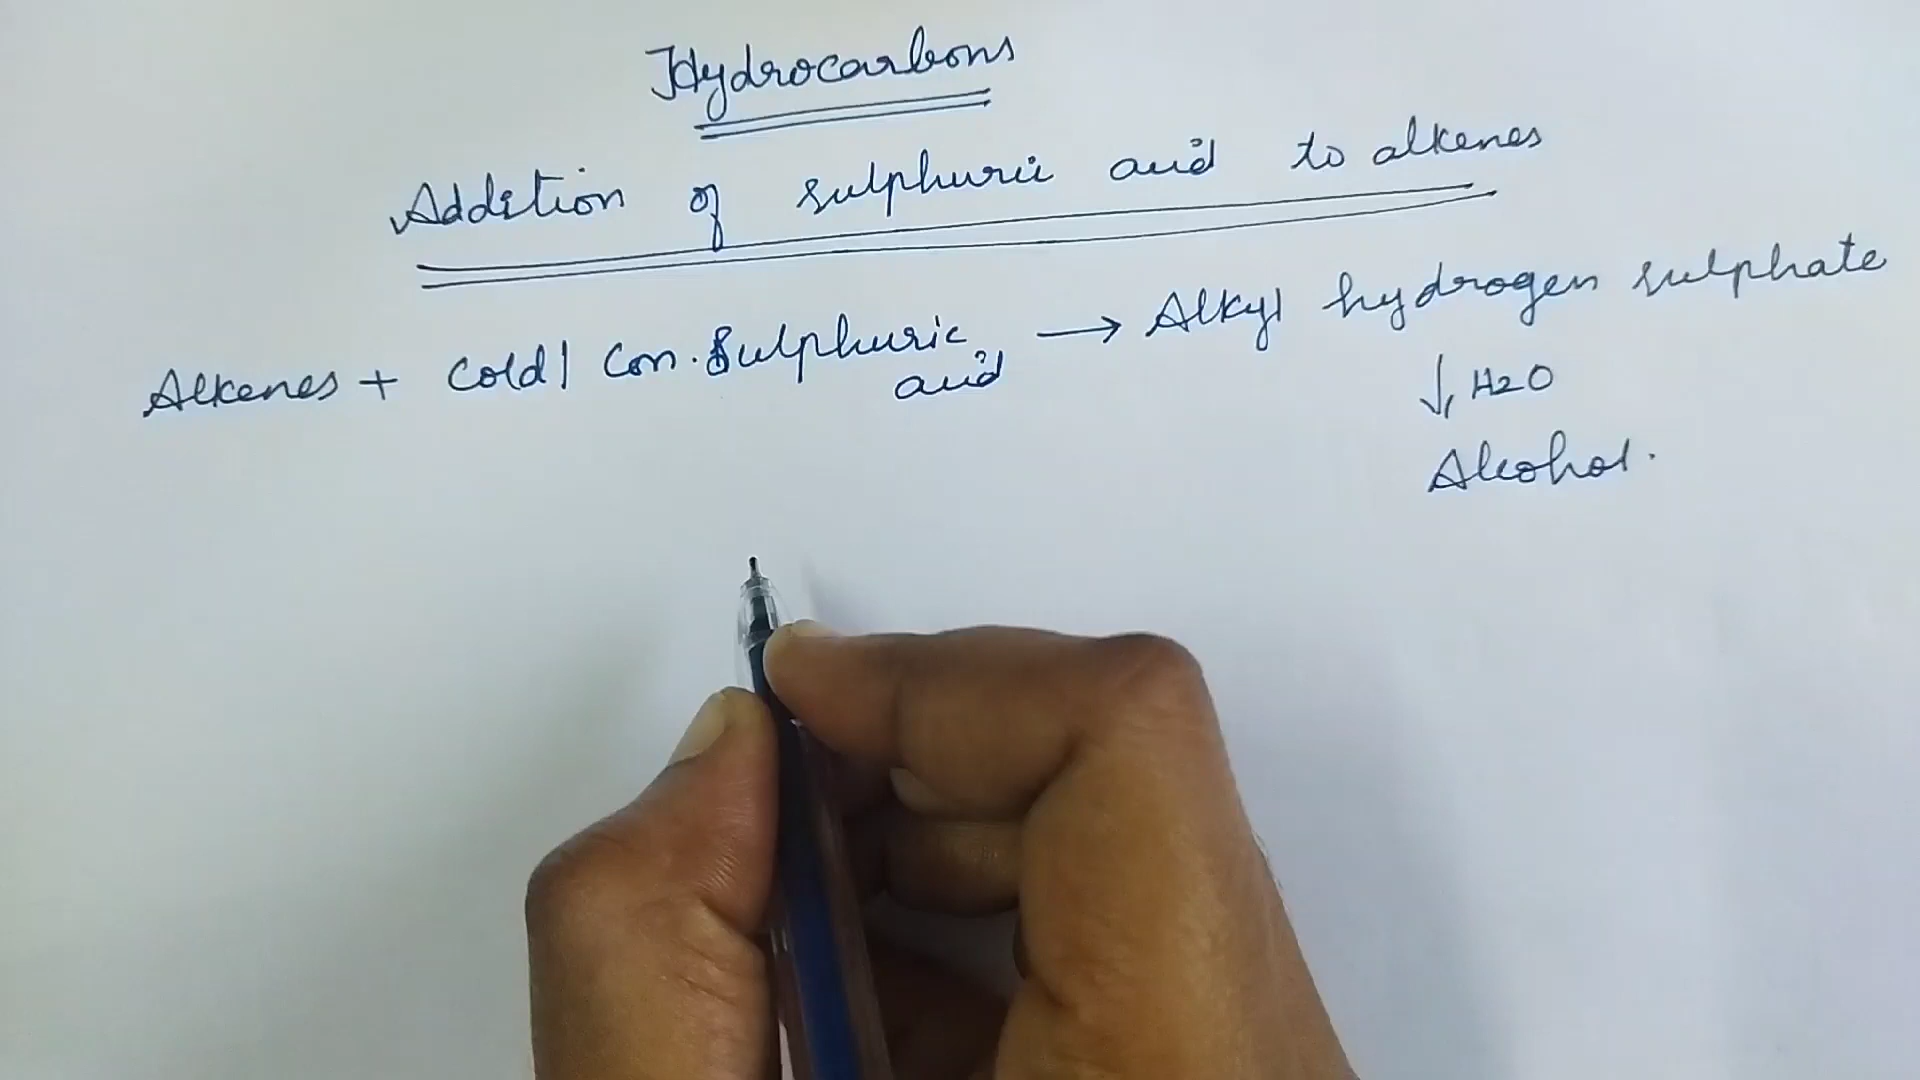 Hydrocarbons
Addition of sulphuric acid to alkenes
Alkenes + cold / Con. Sulphuric acid → Alkyl hydrogen sulphate
↓ H2O
Alcohol.